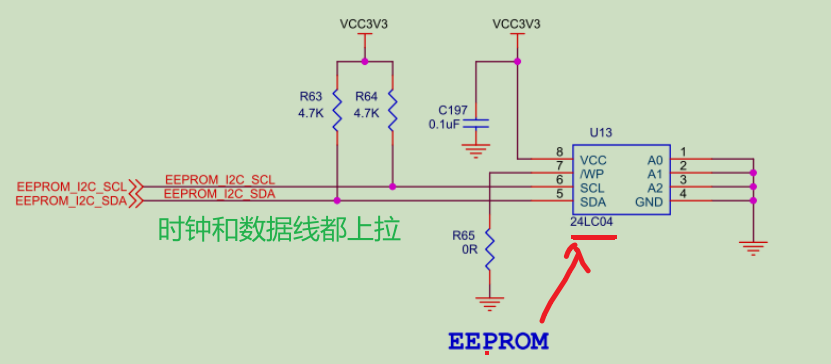 VCC3V3
VCC3V3
R63
4.7K
R64
4.7K
C197
0.1uF
U13
8
7
6
5
VCC
/WP
SCL
SDA
A0
A1
A2
GND
1
2
3
4
24LC04
EEPROM_I2C_SCL
EEPROM_I2C_SCL
EEPROM_I2C_SDA
EEPROM_I2C_SDA
时钟和数据线都上拉
R65
0R
EEPROM